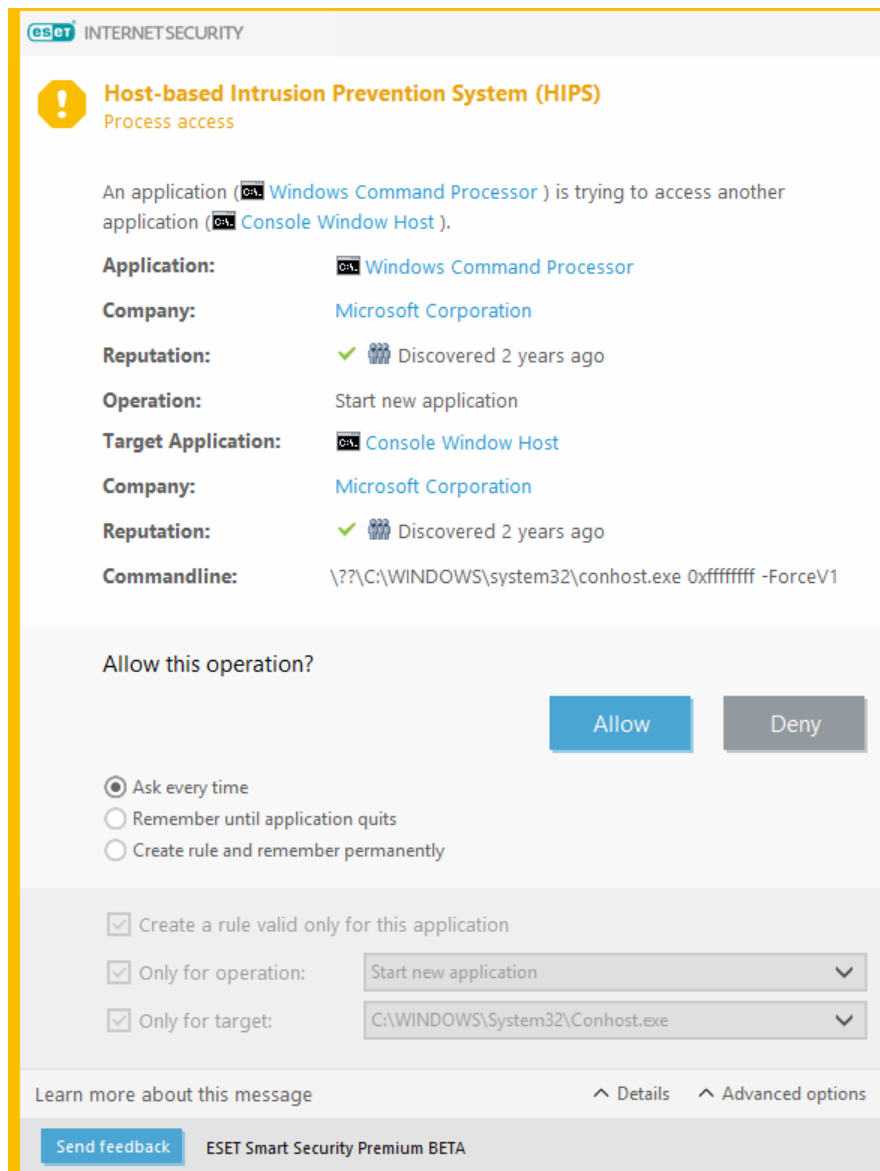 eset INTERNET SECURITY
Host-based Intrusion Prevention System (HIPS)
Process access
An application ( Windows Command Processor ) is trying to access another
application ( Console Window Host ).
Application: Windows Command Processor
Company: Microsoft Corporation
Reputation: Discovered 2 years ago
Operation: Start new application
Target Application: Console Window Host
Company: Microsoft Corporation
Reputation: Discovered 2 years ago
Commandline: \??\C:\WINDOWS\system32\conhost.exe 0xffffffff -ForceV1
Allow this operation?
Allow Deny
Ask every time
Remember until application quits
Create rule and remember permanently
Create a rule valid only for this application
Only for operation: Start new application
Only for target: C:\WINDOWS\System32\Conhost.exe
Learn more about this message Details Advanced options
Send feedback ESET Smart Security Premium BETA